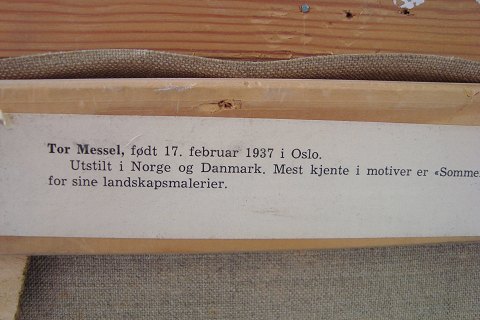 Tor Messel, født 17. februar 1937 i Oslo.
Utstilt i Norge og Danmark. Mest kjente i motiver er «Somme
for sine landskapsmalerier.